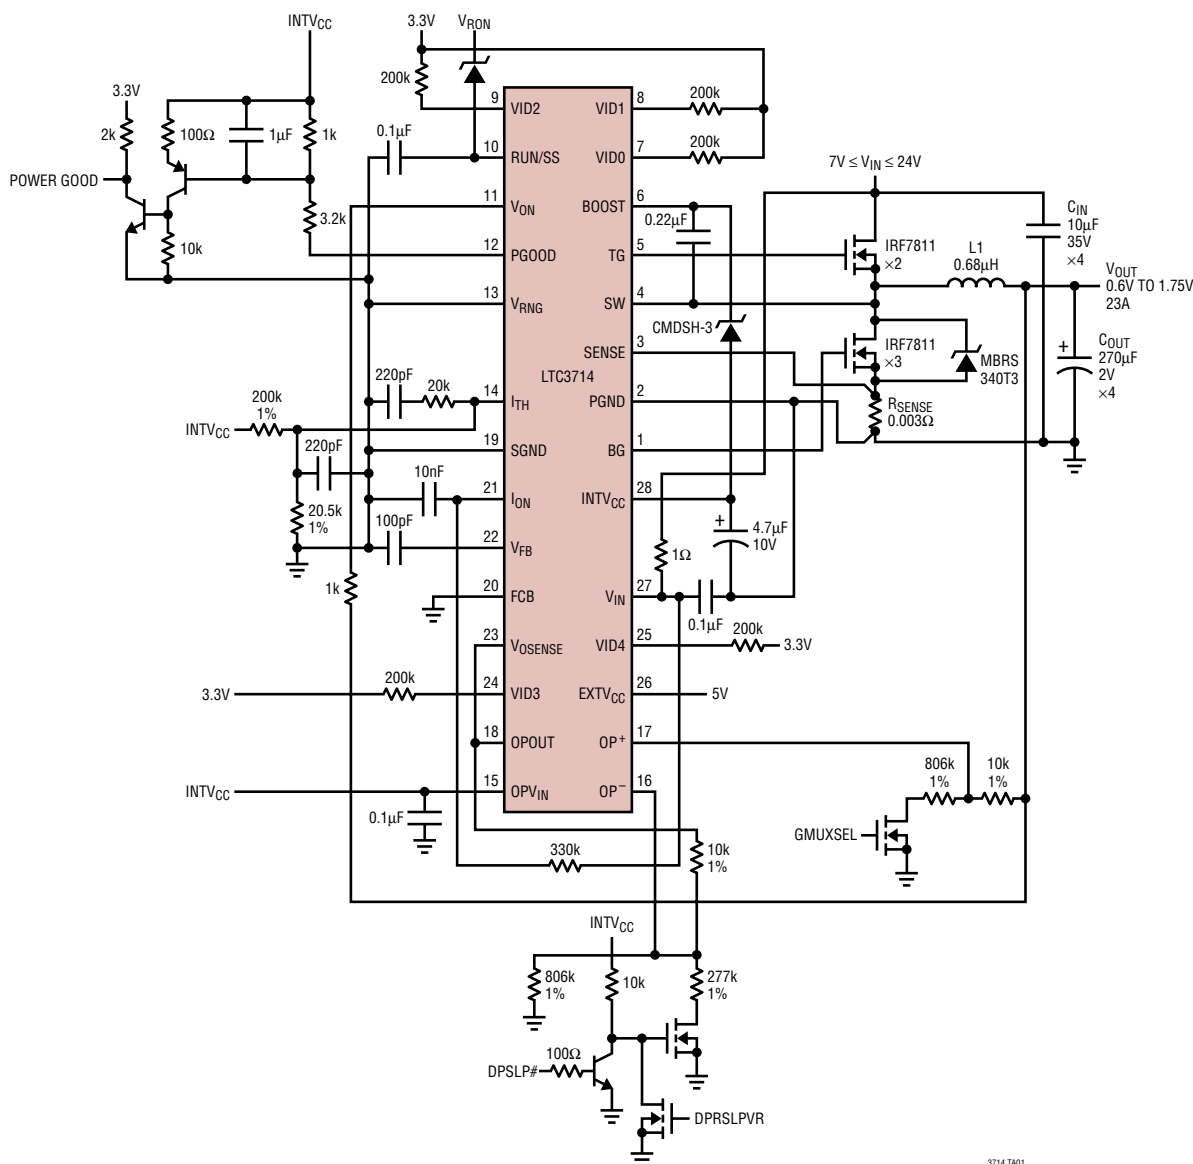 INTVCC
3.3V
VRON
200k
3.3V
2k
100Ω
1µF
1k
0.1µF
POWER GOOD
3.2k
10k
9 VID2
10 RUN/SS
11 VON
12 PGOOD
13 VRNG
14 ITH
19 SGND
21 ION
22 VFB
20 FCB
23 VOSENSE
24 VID3
18 OPOUT
15 OPVIN
LTC3714
VID1 8
VID0 7
BOOST 6
TG 5
SW 4
SENSE 3
PGND 2
BG 1
INTVCC 28
VIN 27
VID4 25
EXTVCC 26
OP+ 17
OP– 16
200k
200k
7V ≤ VIN ≤ 24V
0.22µF
CIN
10µF
35V
×4
IRF7811
×2
L1
0.68µH
VOUT
0.6V TO 1.75V
23A
CMDSH-3
IRF7811
×3
MBRS
340T3
+
COUT
270µF
2V
×4
RSENSE
0.003Ω
220pF
20k
200k
1%
INTVCC
220pF
10nF
20.5k
1%
100pF
1k
+
4.7µF
10V
1Ω
0.1µF
200k
3.3V
3.3V
200k
5V
INTVCC
0.1µF
806k
1%
10k
1%
GMUXSEL
330k
10k
1%
INTVCC
806k
1%
10k
277k
1%
100Ω
DPSLP#
DPRSLPVR
3714 TA01